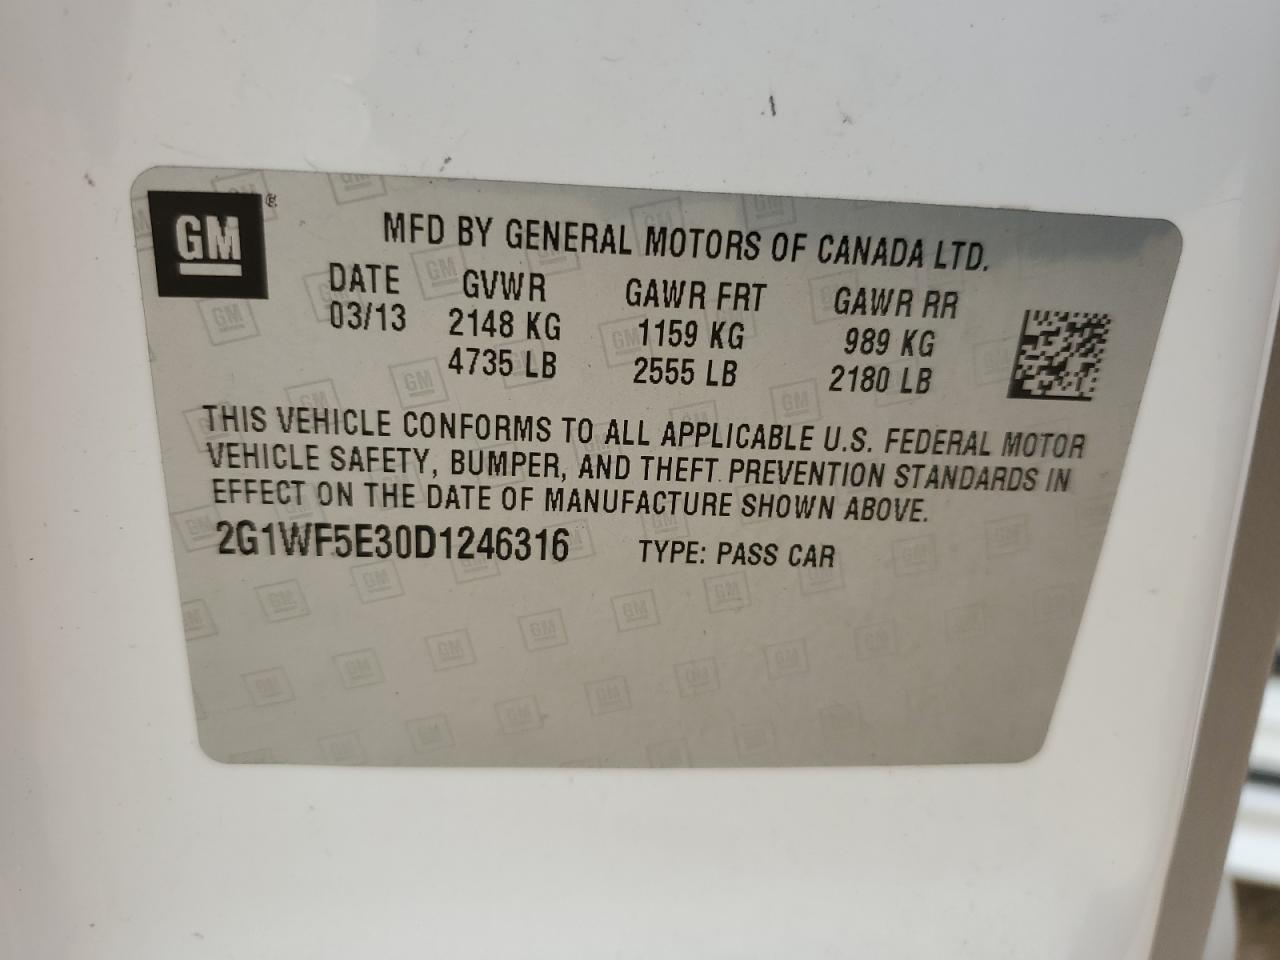 GM®
MFD BY GENERAL MOTORS OF CANADA LTD.
DATE GVWR GAWR FRT GAWR RR
03/13 2148 KG 1159 KG 989 KG
4735 LB 2555 LB 2180 LB
THIS VEHICLE CONFORMS TO ALL APPLICABLE U.S. FEDERAL MOTOR
VEHICLE SAFETY, BUMPER, AND THEFT PREVENTION STANDARDS IN
EFFECT ON THE DATE OF MANUFACTURE SHOWN ABOVE.
2G1WF5E30D1246316 TYPE: PASS CAR